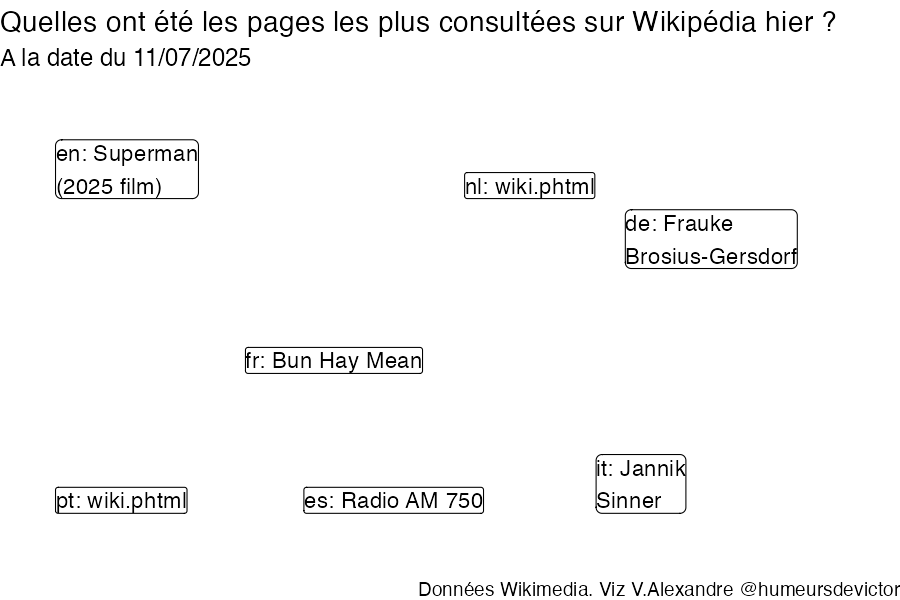 Quelles ont été les pages les plus consultées sur Wikipédia hier ?
A la date du 11/07/2025
en: Superman
(2025 film)
nl: wiki.phtml
de: Frauke
Brosius-Gersdorf
fr: Bun Hay Mean
it: Jannik
Sinner
pt: wiki.phtml
es: Radio AM 750
Données Wikimedia. Viz V.Alexandre @humeursdevictor